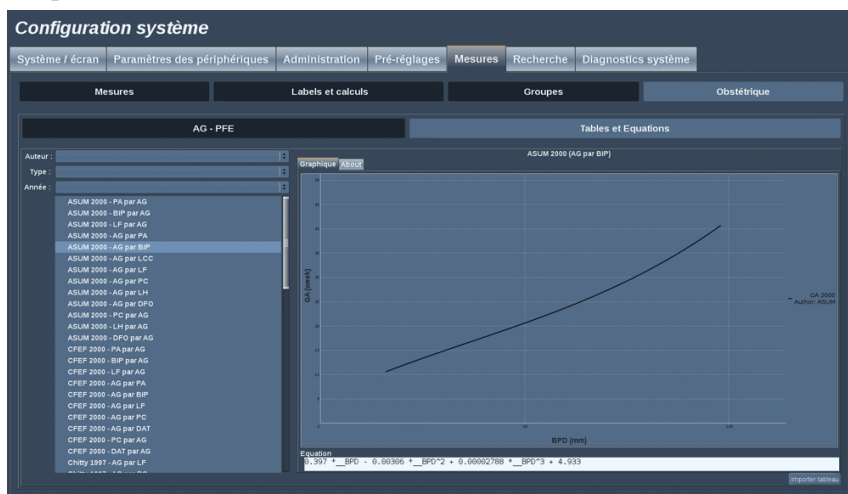 Configuration système
Système / écran Paramètres des périphériques Administration Pré-réglages Mesures Recherche Diagnostics système
Mesures Labels et calculs Groupes Obstétrique
AG - PFE Tables et Equations
Auteur :
Type :
Année :
ASUM 2000 - PA par AG
ASUM 2000 - BIP par AG
ASUM 2000 - LF par AG
ASUM 2000 - AG par PA
ASUM 2000 - AG par BIP
ASUM 2000 - AG par LCC
ASUM 2000 - AG par LF
ASUM 2000 - AG par PC
ASUM 2000 - AG par LH
ASUM 2000 - AG par DFO
ASUM 2000 - PC par AG
ASUM 2000 - LH par AG
ASUM 2000 - DFO par AG
CFEF 2000 - PA par AG
CFEF 2000 - BIP par AG
CFEF 2000 - LF par AG
CFEF 2000 - AG par PA
CFEF 2000 - AG par BIP
CFEF 2000 - AG par LF
CFEF 2000 - AG par PC
CFEF 2000 - AG par DAT
CFEF 2000 - PC par AG
CFEF 2000 - DAT par AG
Chitty 1997 - AG par LF
ASUM 2000 (AG par BIP)
Graphique About
GA (week)
GA 2000
Author: ASUM
BPD (mm)
Equation
0.397 *__BPD - 0.00306 *__BPD^2 + 0.00002788 *__BPD^3 + 4.933
Importer tableau